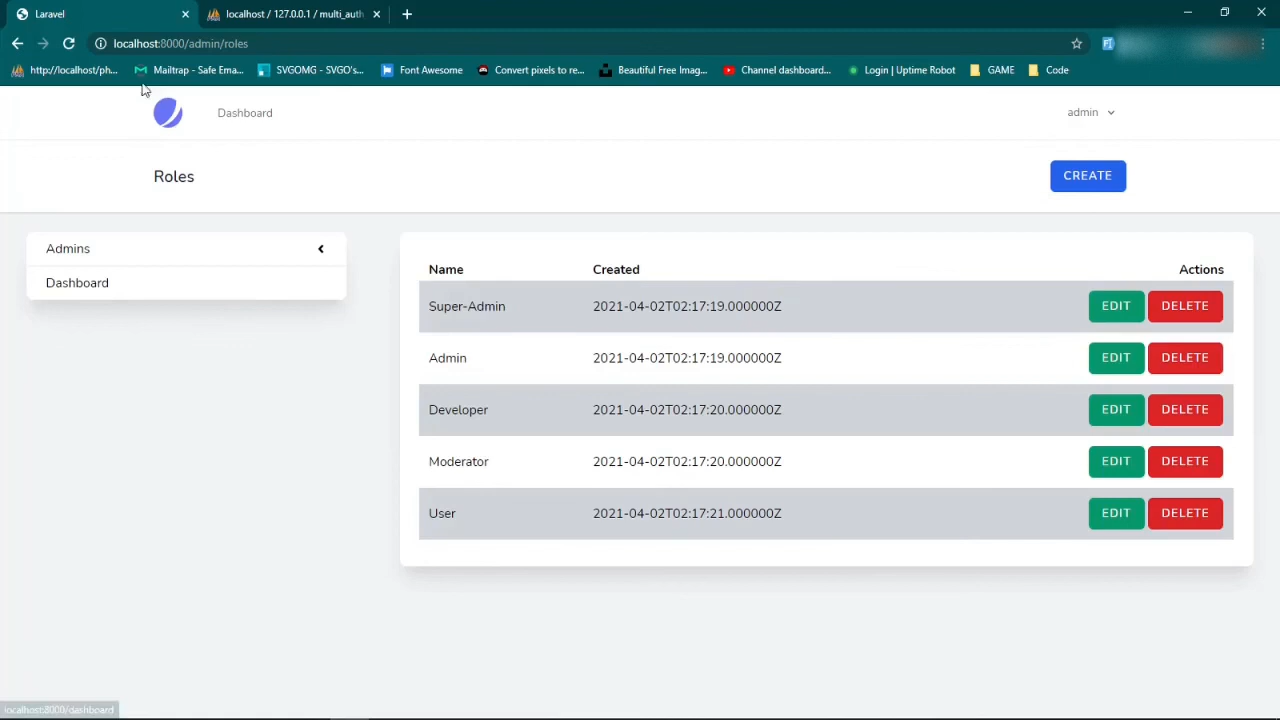 Laravel
localhost / 127.0.0.1 / multi_auth
localhost:8000/admin/roles
http://localhost/ph...
Mailtrap - Safe Ema...
SVGOMG - SVGO's...
Font Awesome
Convert pixels to re...
Beautiful Free Imag...
Channel dashboard...
Login | Uptime Robot
GAME
Code
Dashboard
admin
Roles
CREATE
Admins
Dashboard
Name Created Actions
Super-Admin 2021-04-02T02:17:19.000000Z EDIT DELETE
Admin 2021-04-02T02:17:19.000000Z EDIT DELETE
Developer 2021-04-02T02:17:20.000000Z EDIT DELETE
Moderator 2021-04-02T02:17:20.000000Z EDIT DELETE
User 2021-04-02T02:17:21.000000Z EDIT DELETE
localhost:8000/dashboard